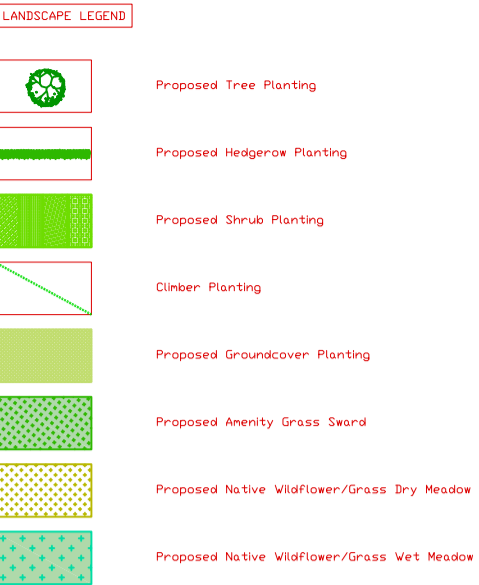 LANDSCAPE LEGEND
Proposed Tree Planting
Proposed Hedgerow Planting
Proposed Shrub Planting
Climber Planting
Proposed Groundcover Planting
Proposed Amenity Grass Sward
Proposed Native Wildflower/Grass Dry Meadow
Proposed Native Wildflower/Grass Wet Meadow